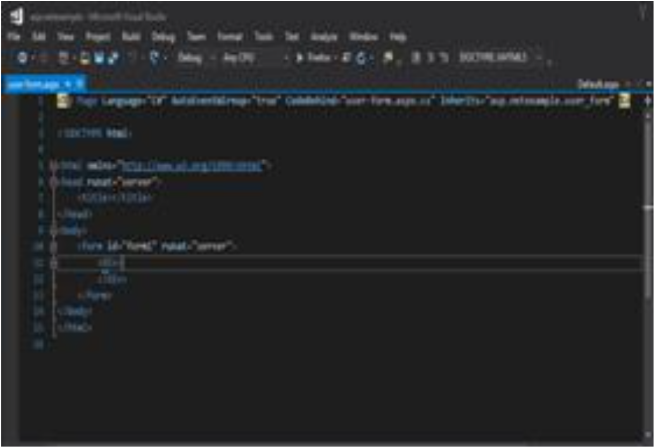 asp.netexample - Microsoft Visual Studio
File Edit View Project Build Debug Team Format Tools Test Analyze Window Help
Debug Any CPU Firefox DOCTYPE: XHTML5
user-form.aspx Default.aspx
1 <%@ Page Language="C#" AutoEventWireup="true" CodeBehind="user-form.aspx.cs" Inherits="asp.netexample.user_form" %>
2
3 <!DOCTYPE html>
4
5 <html xmlns="http://www.w3.org/1999/xhtml">
6 <head runat="server">
7 <title></title>
8 </head>
9 <body>
10 <form id="form1" runat="server">
11 <div>
12 </div>
13 </form>
14 </body>
15 </html>
16